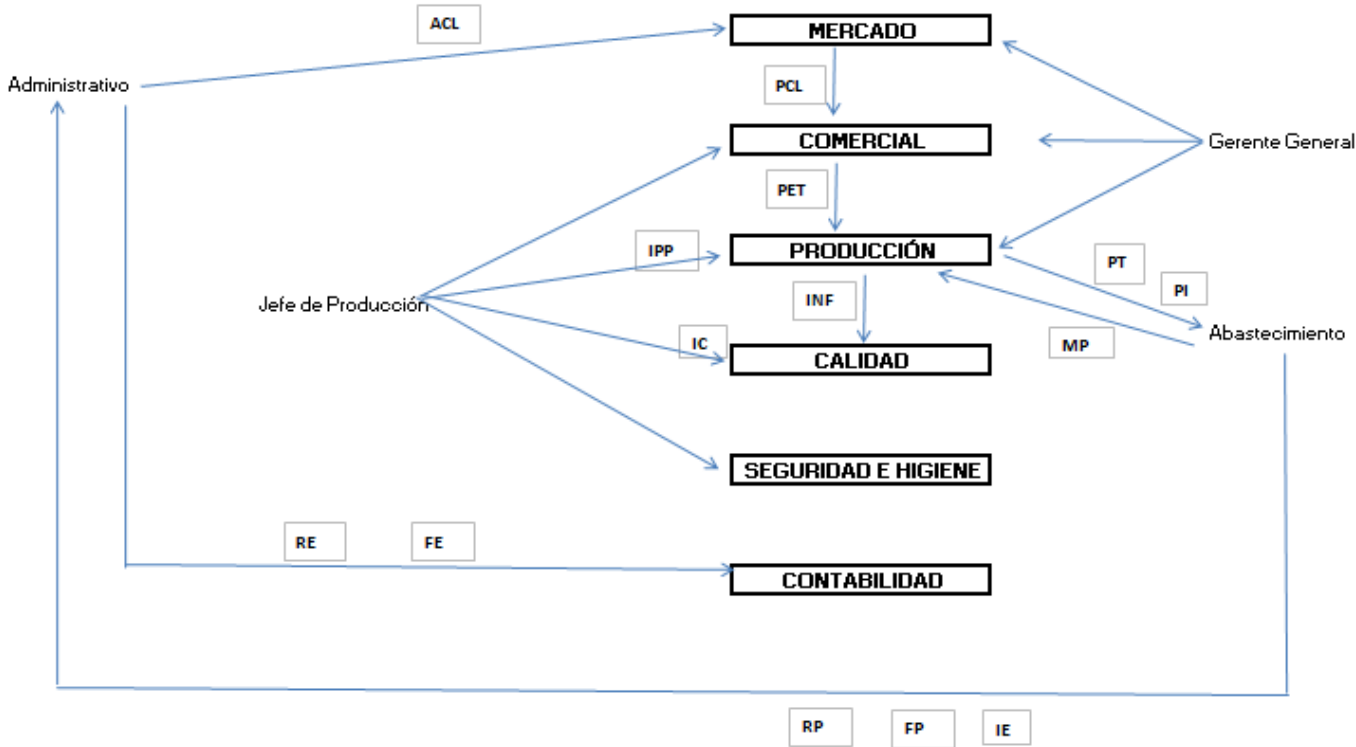 ACL
MERCADO
Administrativo
PCL
COMERCIAL
Gerente General
PET
IPP
PRODUCCIÓN
PT
PI
Jefe de Producción
INF
Abastecimiento
IC
MP
CALIDAD
SEGURIDAD E HIGIENE
RE
FE
CONTABILIDAD
RP
FP
IE